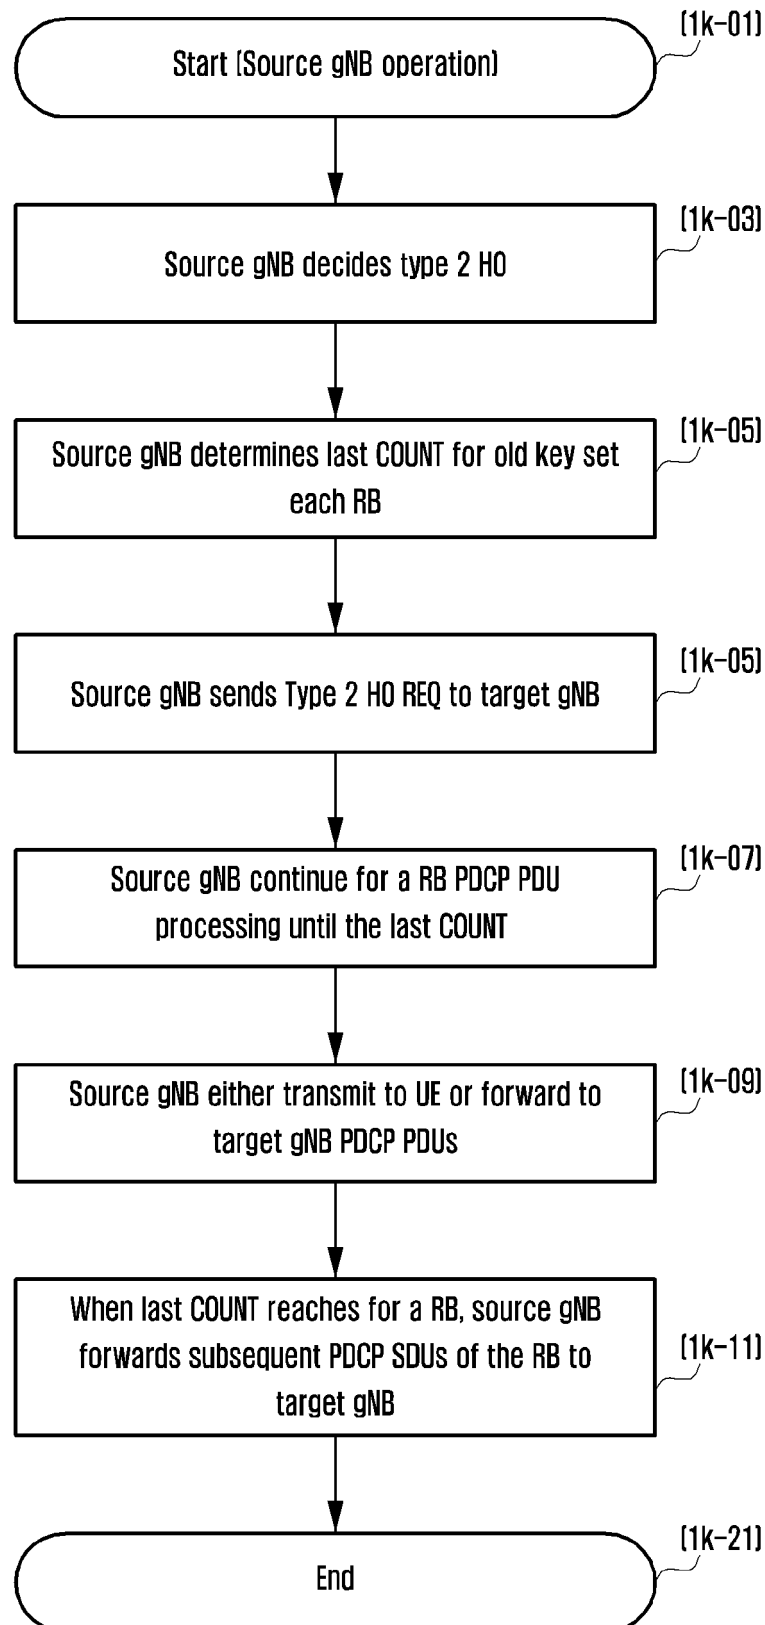 [1k-01]
Start [Source gNB operation]
[1k-03]
Source gNB decides type 2 HO
[1k-05]
Source gNB determines last COUNT for old key set
each RB
[1k-05]
Source gNB sends Type 2 HO REQ to target gNB
[1k-07]
Source gNB continue for a RB PDCP PDU
processing until the last COUNT
[1k-09]
Source gNB either transmit to UE or forward to
target gNB PDCP PDUs
When last COUNT reaches for a RB, source gNB
forwards subsequent PDCP SDUs of the RB to
target gNB
[1k-11]
[1k-21]
End